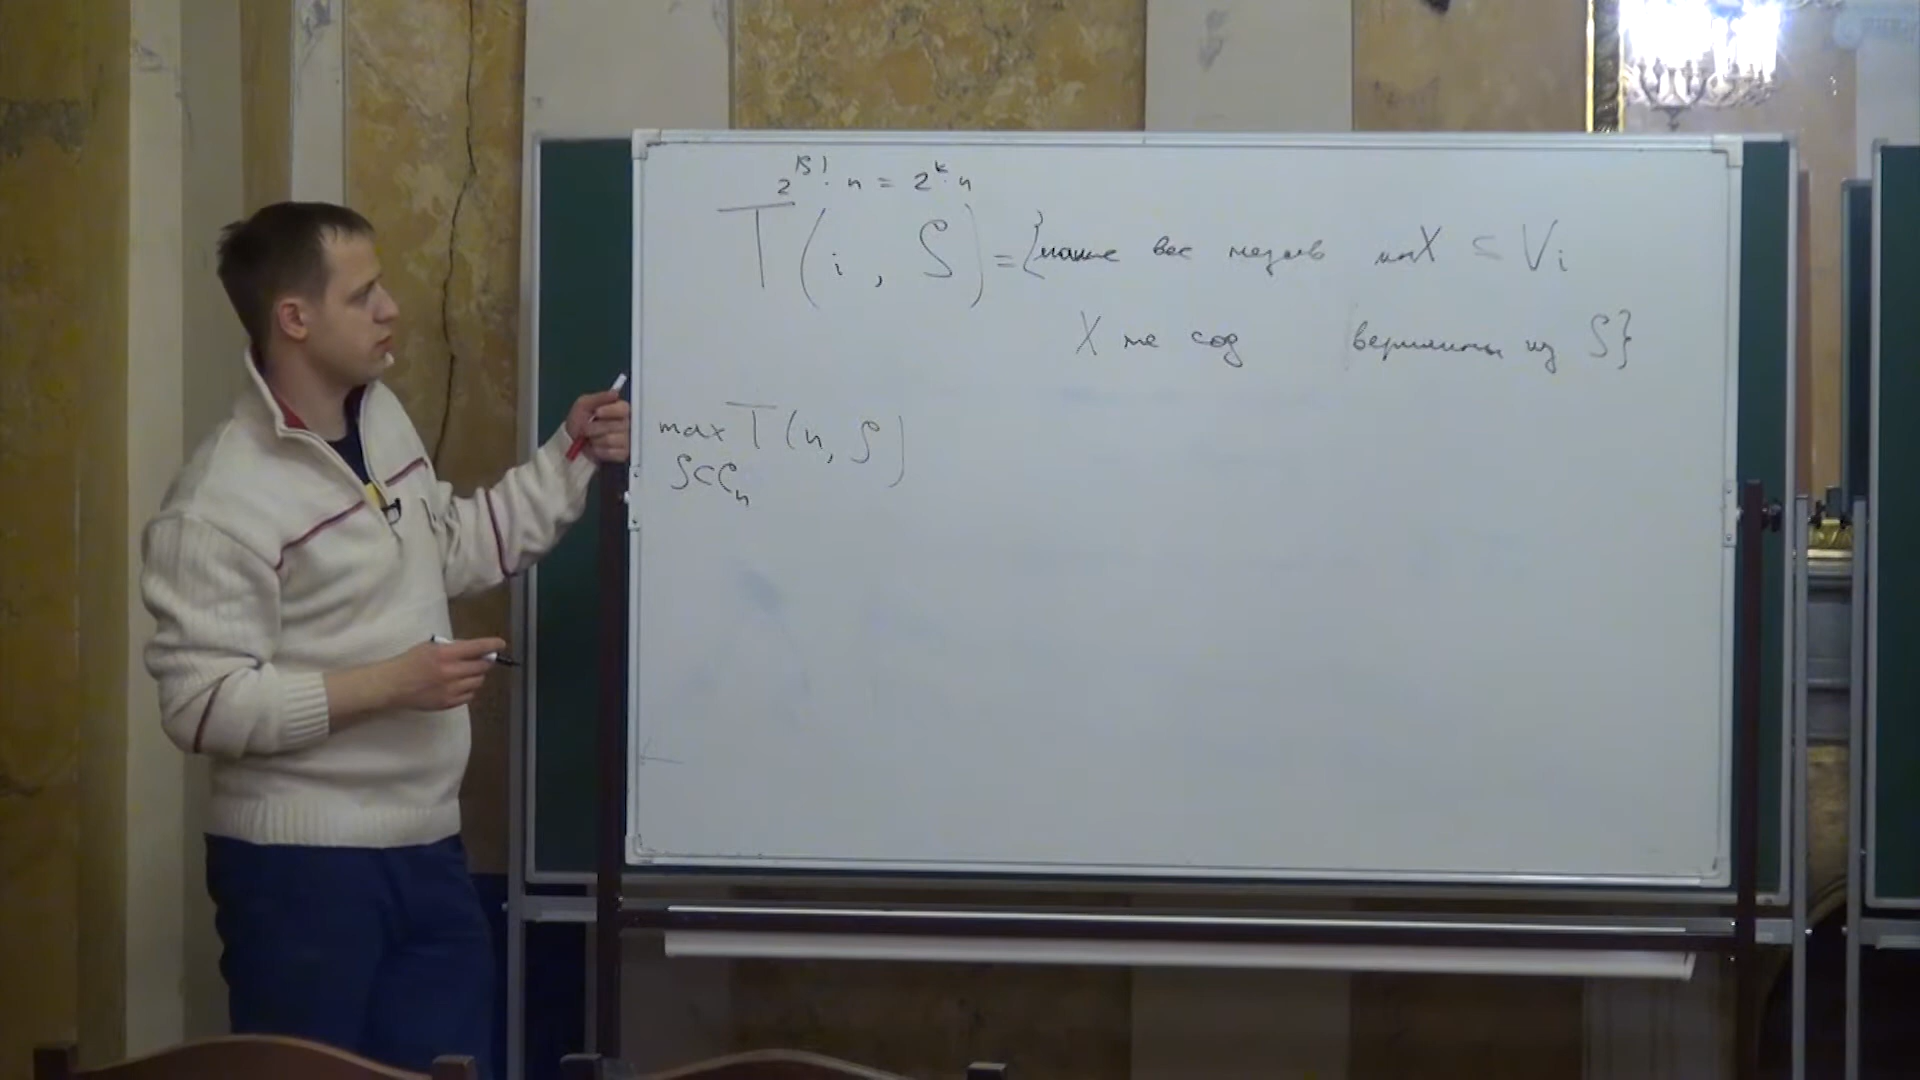 2^|S| · n = 2^k · n
T(i, S) = { макс вес незав мн X ⊆ V_i
X не сод вершины из S}
max T(n, S)
S⊂C_n